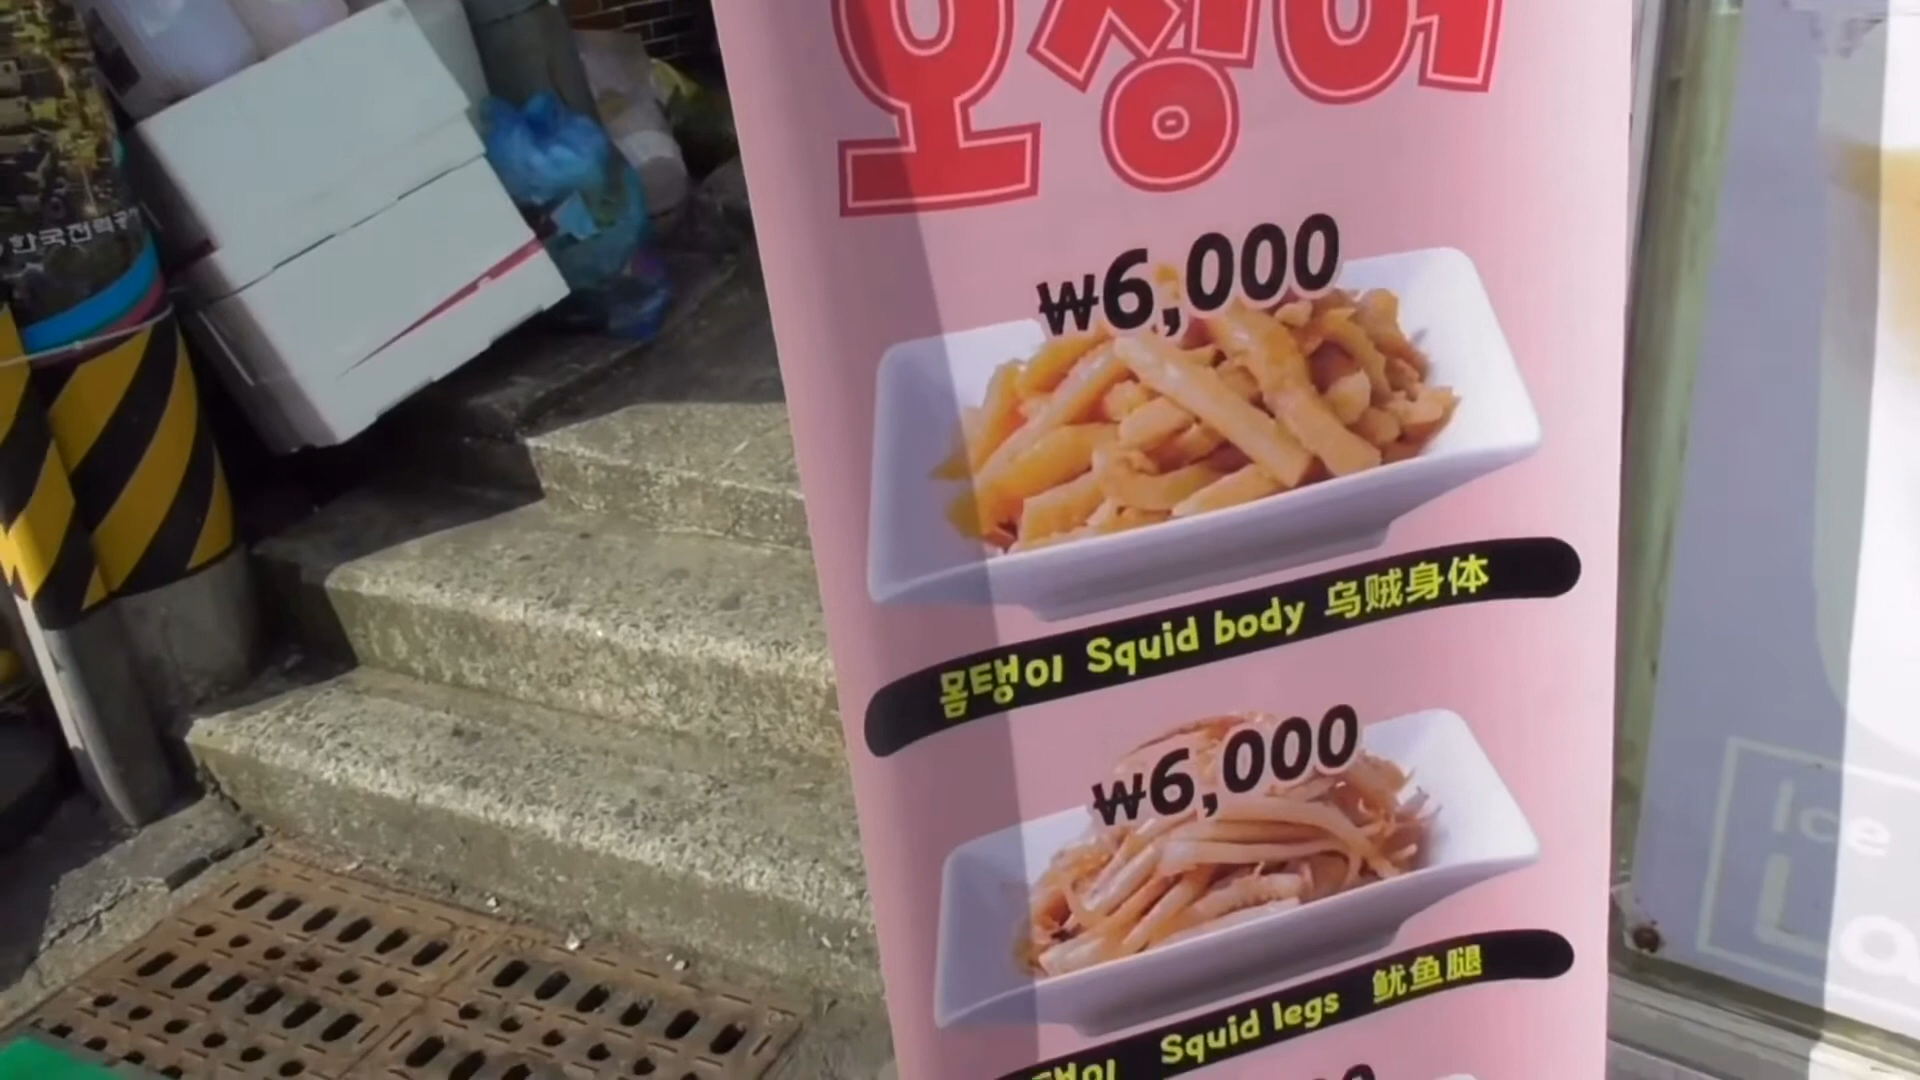 오징어
₩6,000
몸탱이 Squid body 乌贼身体
₩6,000
Squid legs 鱿鱼腿
한국전력
Ice